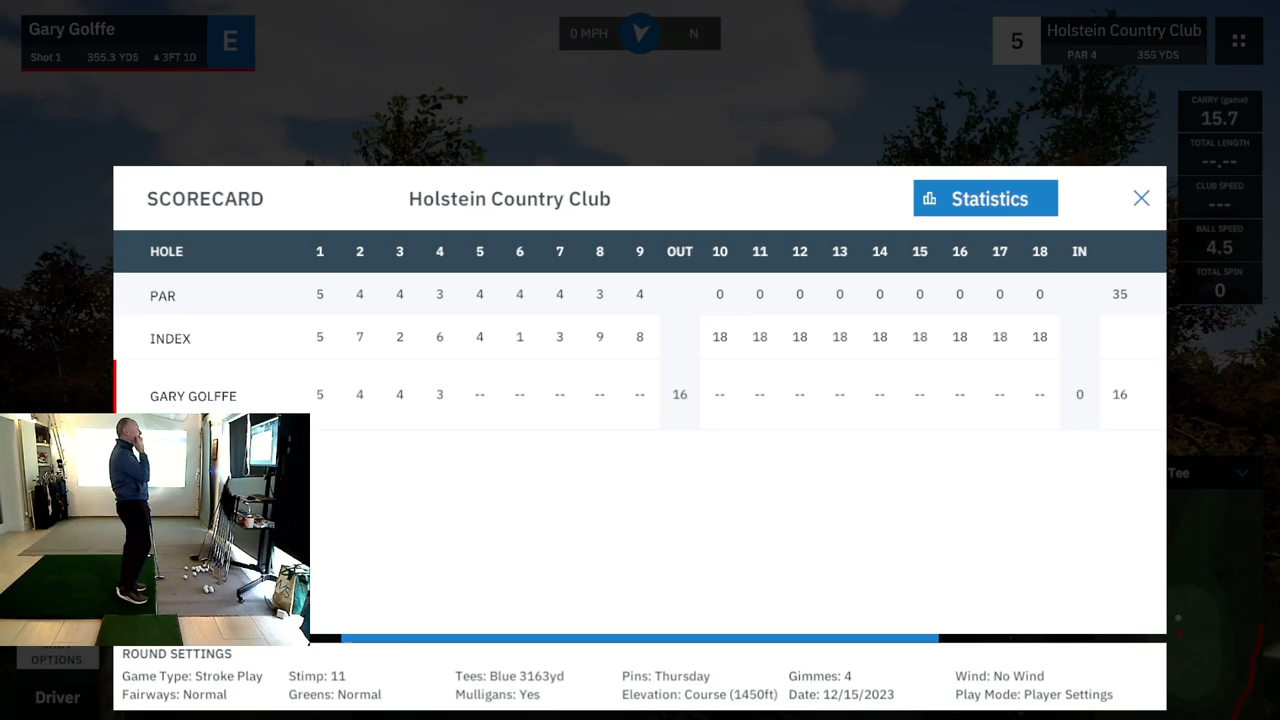 Gary Golffe
Shot 1 355.3 YDS ▲ 3FT 10
E
0 MPH N
5
Holstein Country Club
PAR 4 355 YDS
CARRY (game)
15.7
TOTAL LENGTH
--.--
CLUB SPEED
---
BALL SPEED
4.5
TOTAL SPIN
0
SCORECARD Holstein Country Club Statistics
HOLE 1 2 3 4 5 6 7 8 9 OUT 10 11 12 13 14 15 16 17 18 IN
PAR 5 4 4 3 4 4 4 3 4 0 0 0 0 0 0 0 0 0 35
INDEX 5 7 2 6 4 1 3 9 8 18 18 18 18 18 18 18 18 18
GARY GOLFFE 5 4 4 3 -- -- -- -- -- 16 -- -- -- -- -- -- -- -- -- 0 16
Tee
OPTIONS
Driver
ROUND SETTINGS
Game Type: Stroke Play Stimp: 11 Tees: Blue 3163yd Pins: Thursday Gimmes: 4 Wind: No Wind
Fairways: Normal Greens: Normal Mulligans: Yes Elevation: Course (1450ft) Date: 12/15/2023 Play Mode: Player Settings